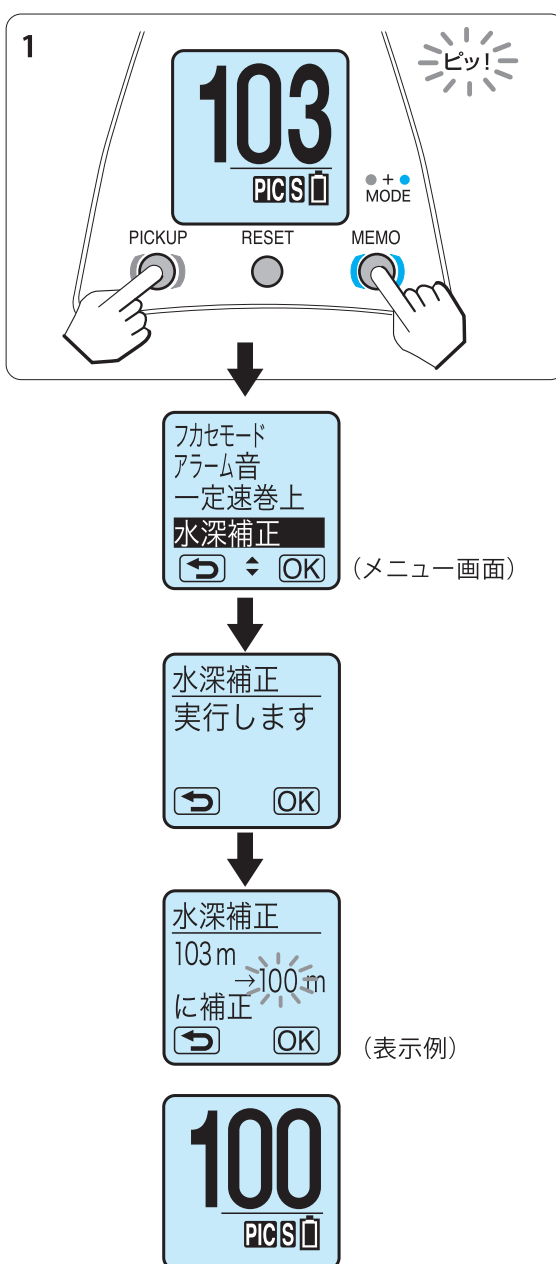 1
ピッ!
103
PIC S
● + ●
MODE
PICKUP RESET MEMO
フカセモード
アラーム音
一定速巻上
水深補正
OK
(メニュー画面)
水深補正
実行します
OK
水深補正
103m
→100m
に補正
OK
(表示例)
100
PIC S